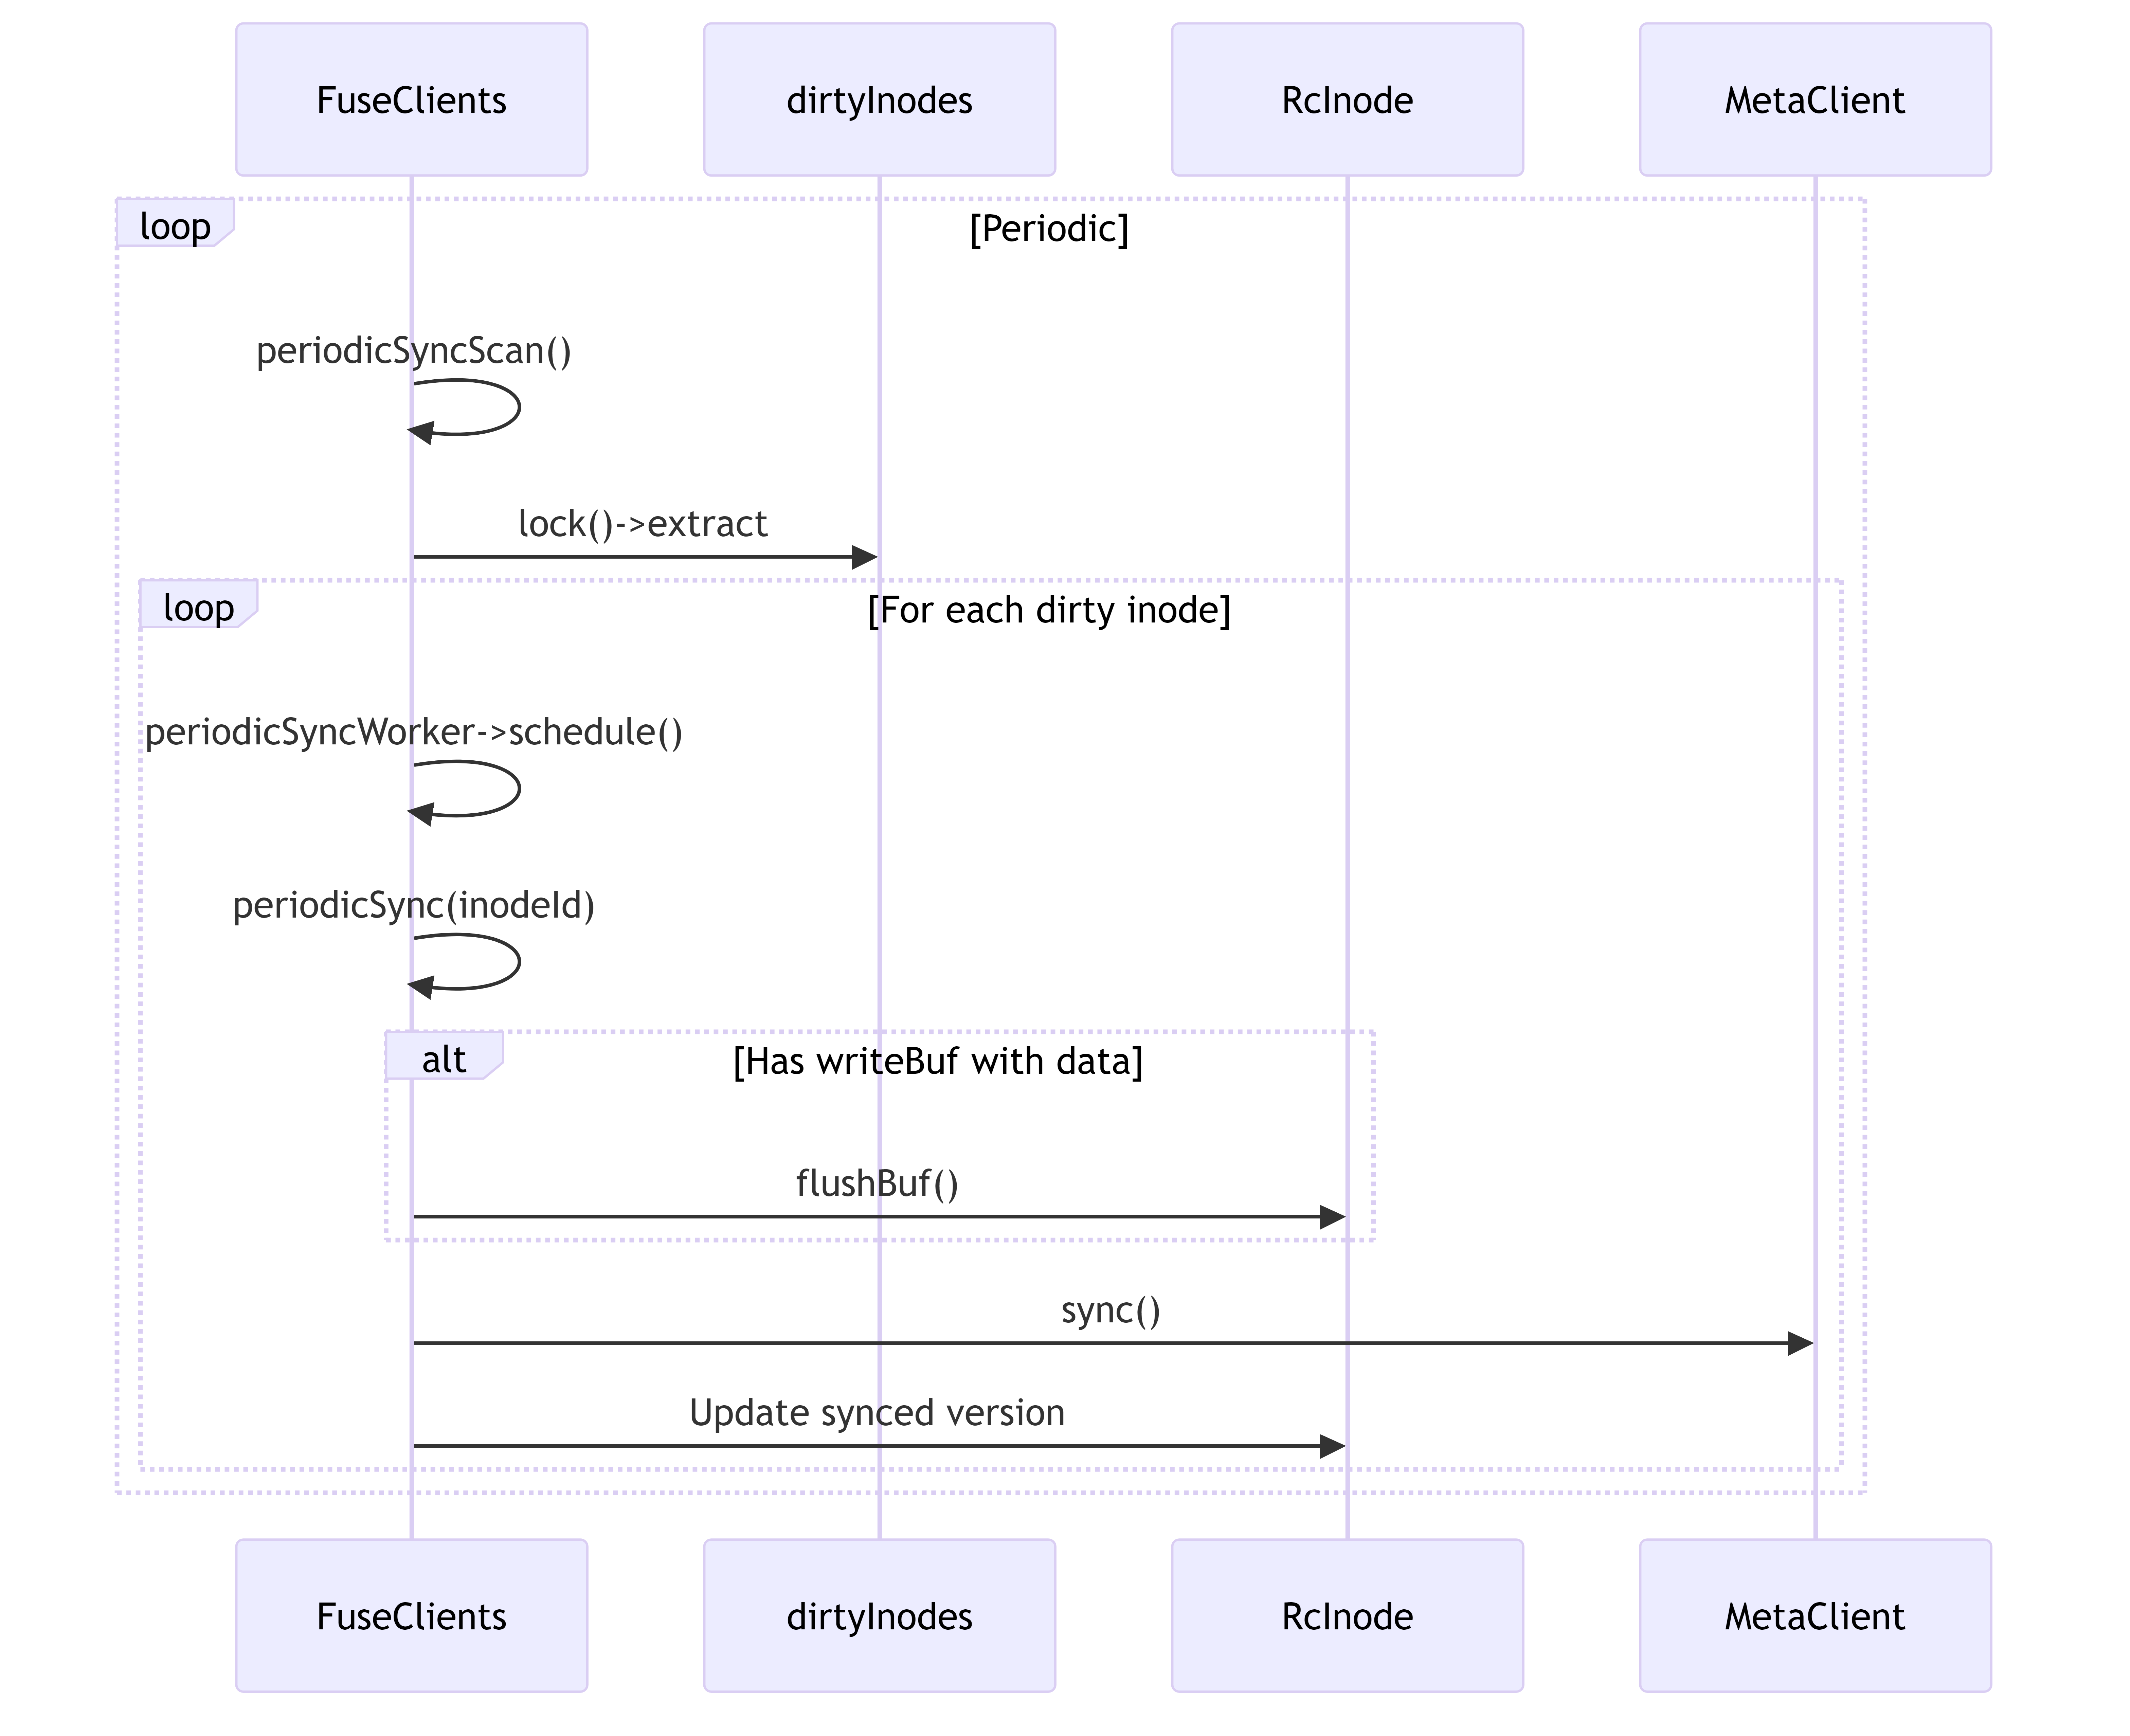 FuseClients
dirtyInodes
RcInode
MetaClient
loop
[Periodic]
periodicSyncScan()
lock()->extract
loop
[For each dirty inode]
periodicSyncWorker->schedule()
periodicSync(inodeId)
alt
[Has writeBuf with data]
flushBuf()
sync()
Update synced version
FuseClients
dirtyInodes
RcInode
MetaClient